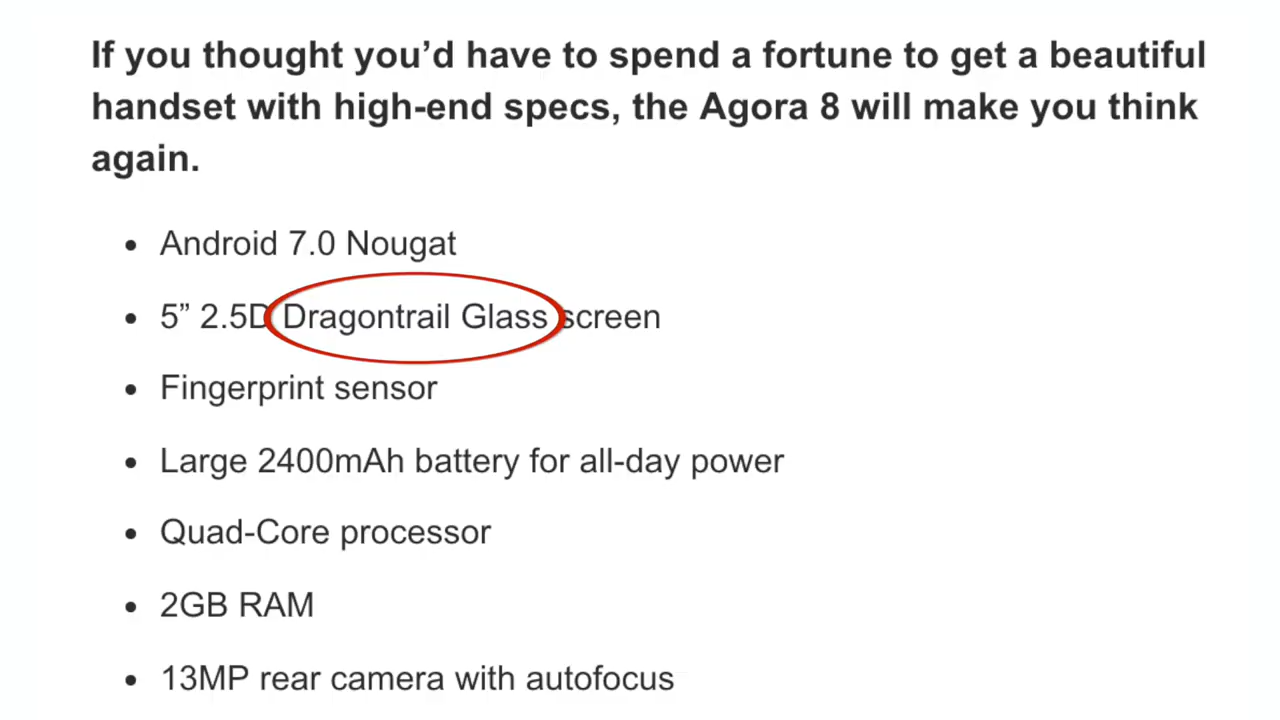 If you thought you’d have to spend a fortune to get a beautiful
handset with high-end specs, the Agora 8 will make you think
again.
• Android 7.0 Nougat
• 5” 2.5D Dragontrail Glass screen
• Fingerprint sensor
• Large 2400mAh battery for all-day power
• Quad-Core processor
• 2GB RAM
• 13MP rear camera with autofocus